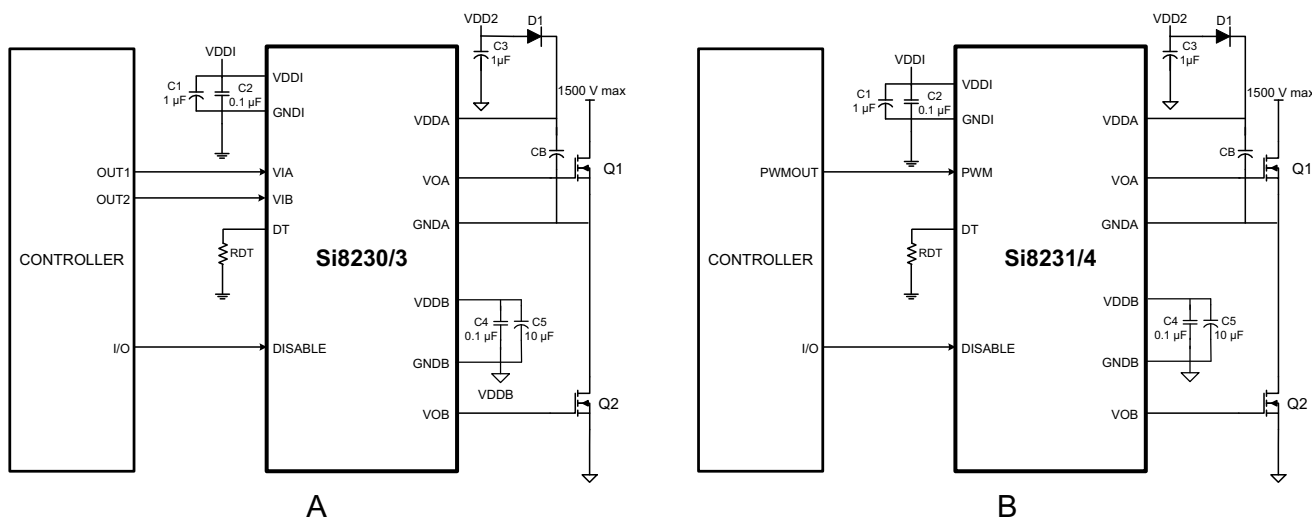 VDD2
D1
C3
1µF
VDDI
C1
1 µF
C2
0.1 µF
VDDI
GNDI
1500 V max
VDDA
CB
Q1
OUT1
VIA
VOA
OUT2
VIB
DT
GNDA
RDT
CONTROLLER
Si8230/3
VDDB
C4
0.1 µF
C5
10 µF
I/O
DISABLE
GNDB
VDDB
Q2
VOB
A
VDD2
D1
C3
1µF
VDDI
C1
1 µF
C2
0.1 µF
VDDI
GNDI
1500 V max
VDDA
CB
Q1
PWMOUT
PWM
VOA
DT
GNDA
RDT
CONTROLLER
Si8231/4
VDDB
C4
0.1 µF
C5
10 µF
I/O
DISABLE
GNDB
Q2
VOB
B